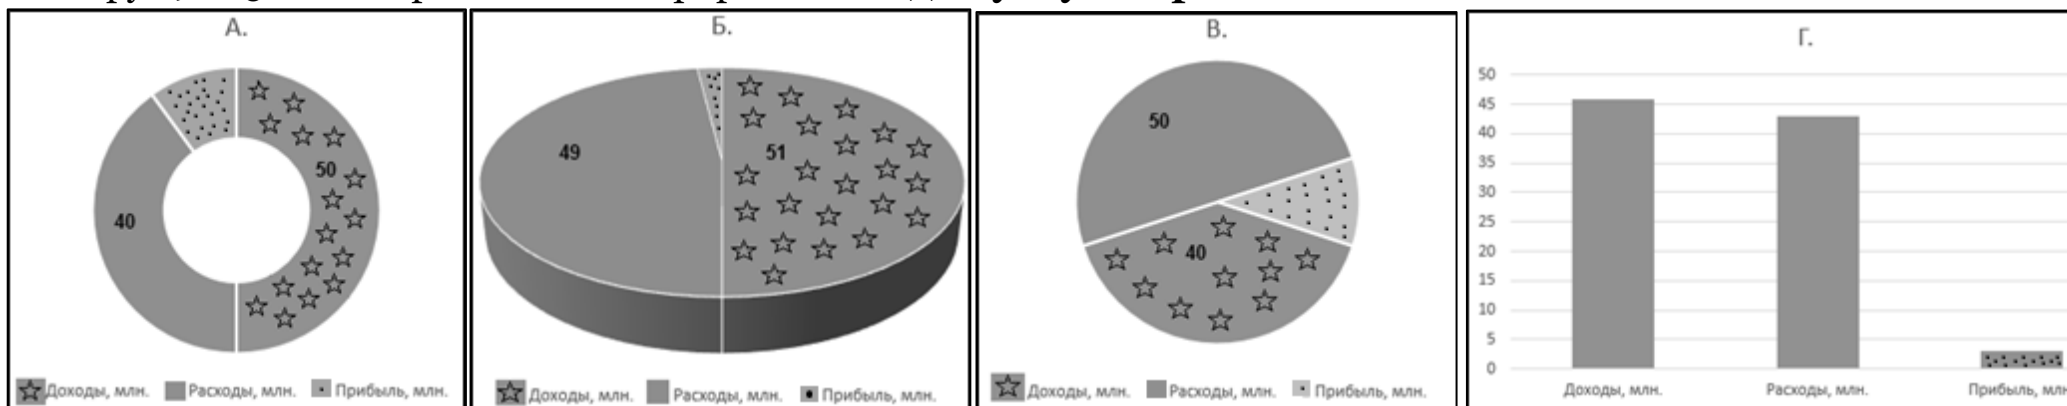 А.
50
40
Доходы, млн. Расходы, млн. Прибыль, млн.
Б.
49
51
Доходы, млн. Расходы, млн. Прибыль, млн.
В.
50
40
Доходы, млн. Расходы, млн. Прибыль, млн.
Г.
50
45
40
35
30
25
20
15
10
5
0
Доходы, млн. Расходы, млн. Прибыль, млн